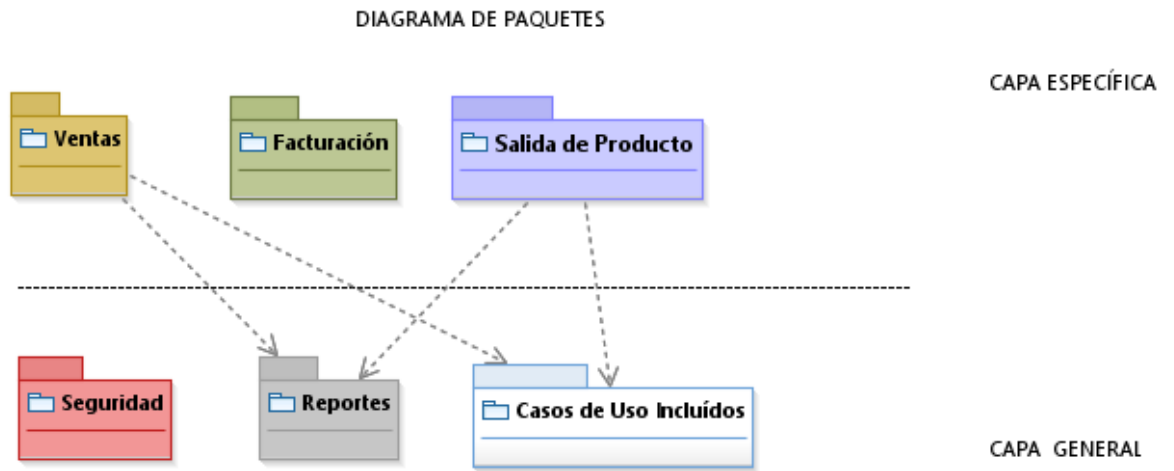 DIAGRAMA DE PAQUETES
CAPA ESPECÍFICA
Ventas
Facturación
Salida de Producto
Seguridad
Reportes
Casos de Uso Incluídos
CAPA GENERAL